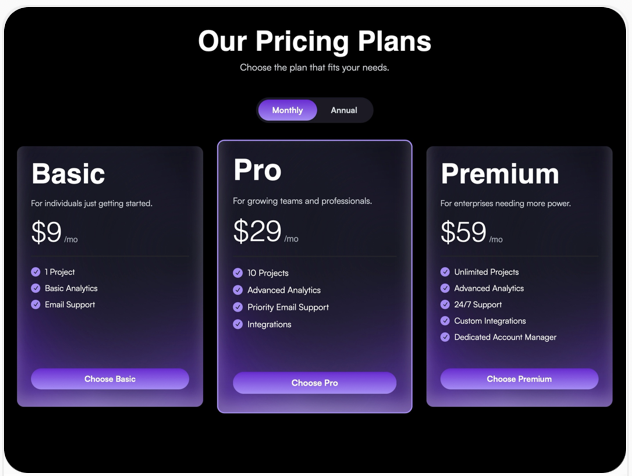 Our Pricing Plans
Choose the plan that fits your needs.
Monthly
Annual
Basic
For individuals just getting started.
$9 /mo
1 Project
Basic Analytics
Email Support
Choose Basic
Pro
For growing teams and professionals.
$29 /mo
10 Projects
Advanced Analytics
Priority Email Support
Integrations
Choose Pro
Premium
For enterprises needing more power.
$59 /mo
Unlimited Projects
Advanced Analytics
24/7 Support
Custom Integrations
Dedicated Account Manager
Choose Premium